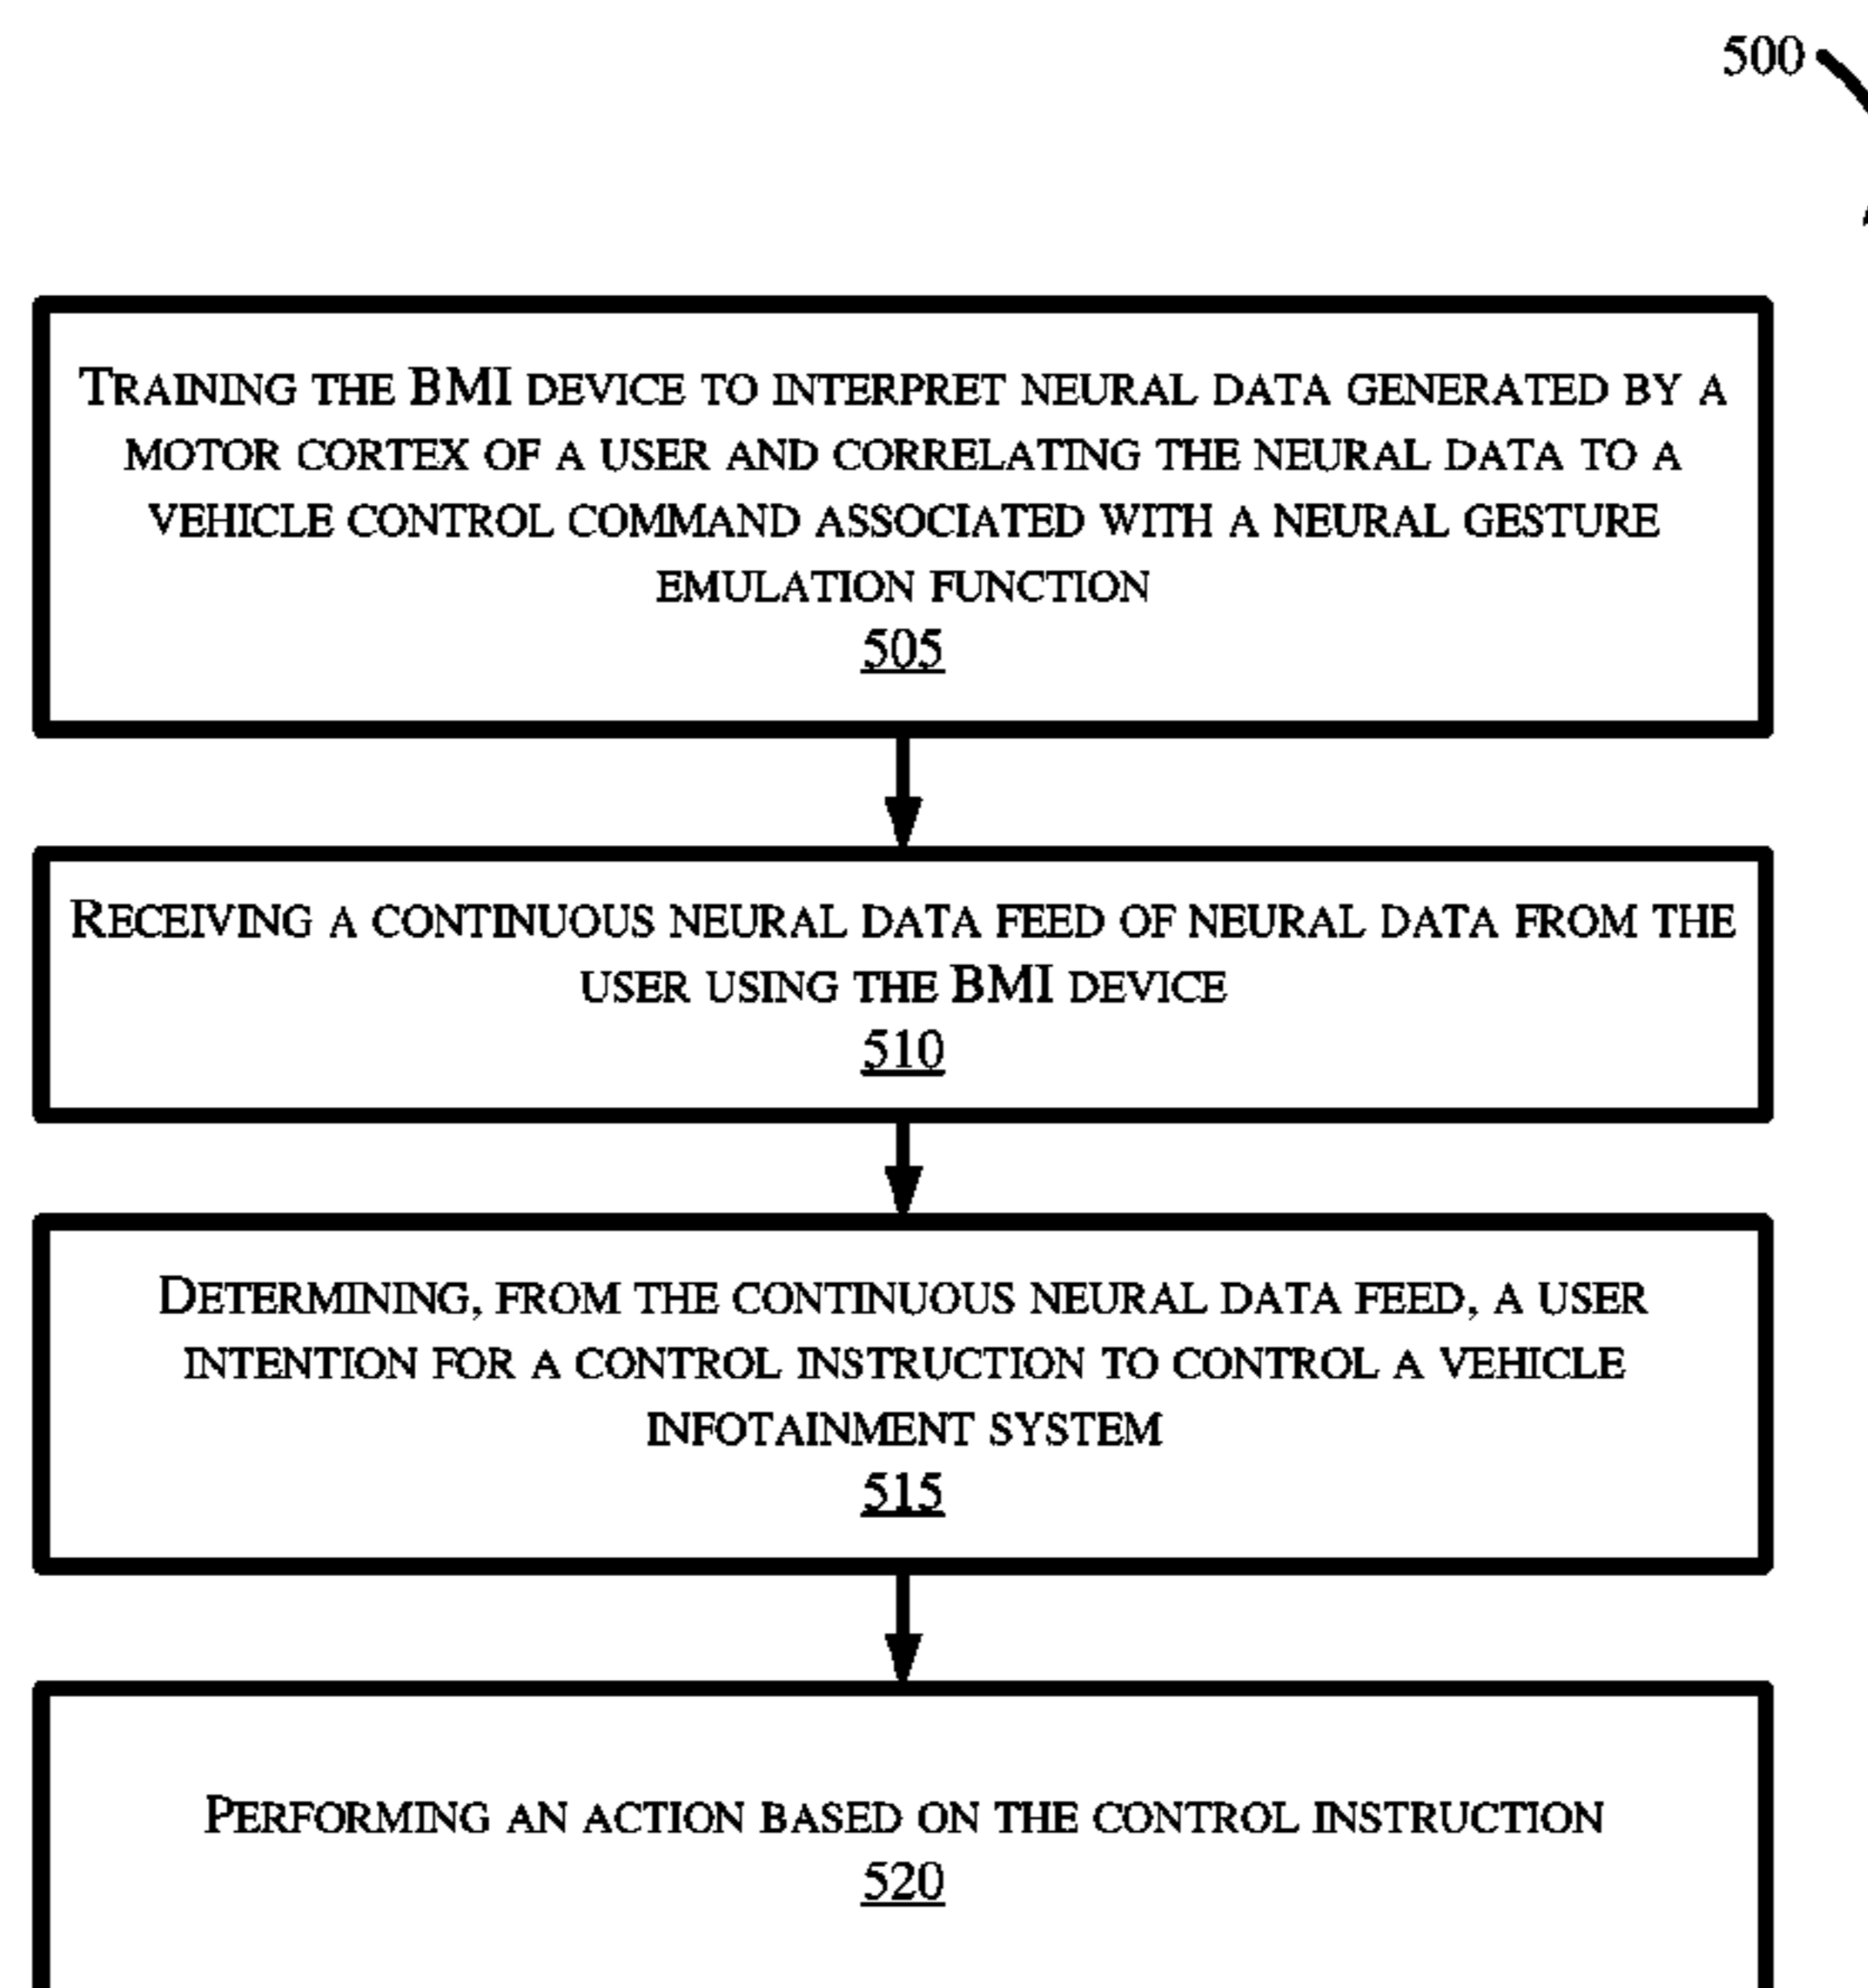 500
TRAINING THE BMI DEVICE TO INTERPRET NEURAL DATA GENERATED BY A
MOTOR CORTEX OF A USER AND CORRELATING THE NEURAL DATA TO A
VEHICLE CONTROL COMMAND ASSOCIATED WITH A NEURAL GESTURE
EMULATION FUNCTION
505
RECEIVING A CONTINUOUS NEURAL DATA FEED OF NEURAL DATA FROM THE
USER USING THE BMI DEVICE
510
DETERMINING, FROM THE CONTINUOUS NEURAL DATA FEED, A USER
INTENTION FOR A CONTROL INSTRUCTION TO CONTROL A VEHICLE
INFOTAINMENT SYSTEM
515
PERFORMING AN ACTION BASED ON THE CONTROL INSTRUCTION
520